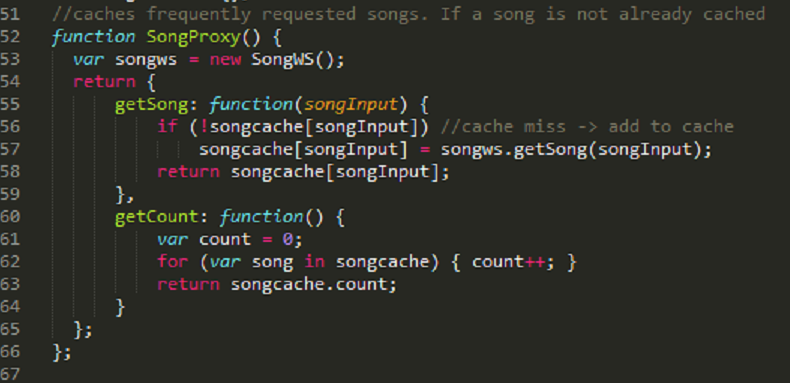 51 //caches frequently requested songs. If a song is not already cached
52 function SongProxy() {
53 var songws = new SongWS();
54 return {
55 getSong: function(songInput) {
56 if (!songcache[songInput]) //cache miss -> add to cache
57 songcache[songInput] = songws.getSong(songInput);
58 return songcache[songInput];
59 },
60 getCount: function() {
61 var count = 0;
62 for (var song in songcache) { count++; }
63 return songcache.count;
64 }
65 };
66 };
67